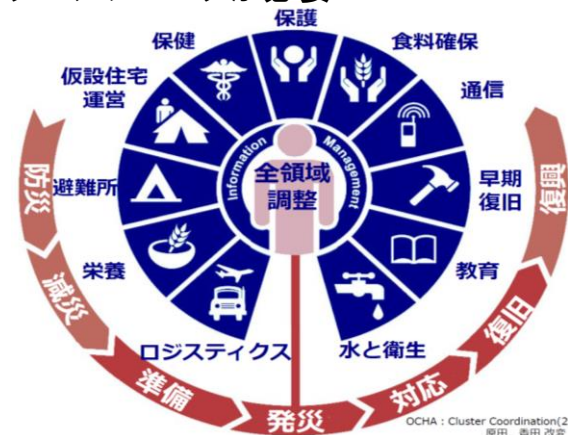 保護
保健
食料確保
仮設住宅
運営
通信
Information
Management
全領域
調整
避難所
早期
復旧
栄養
教育
ロジスティクス
水と衛生
防災
減災
準備
発災
対応
復旧
復興
OCHA : Cluster Coordination(2